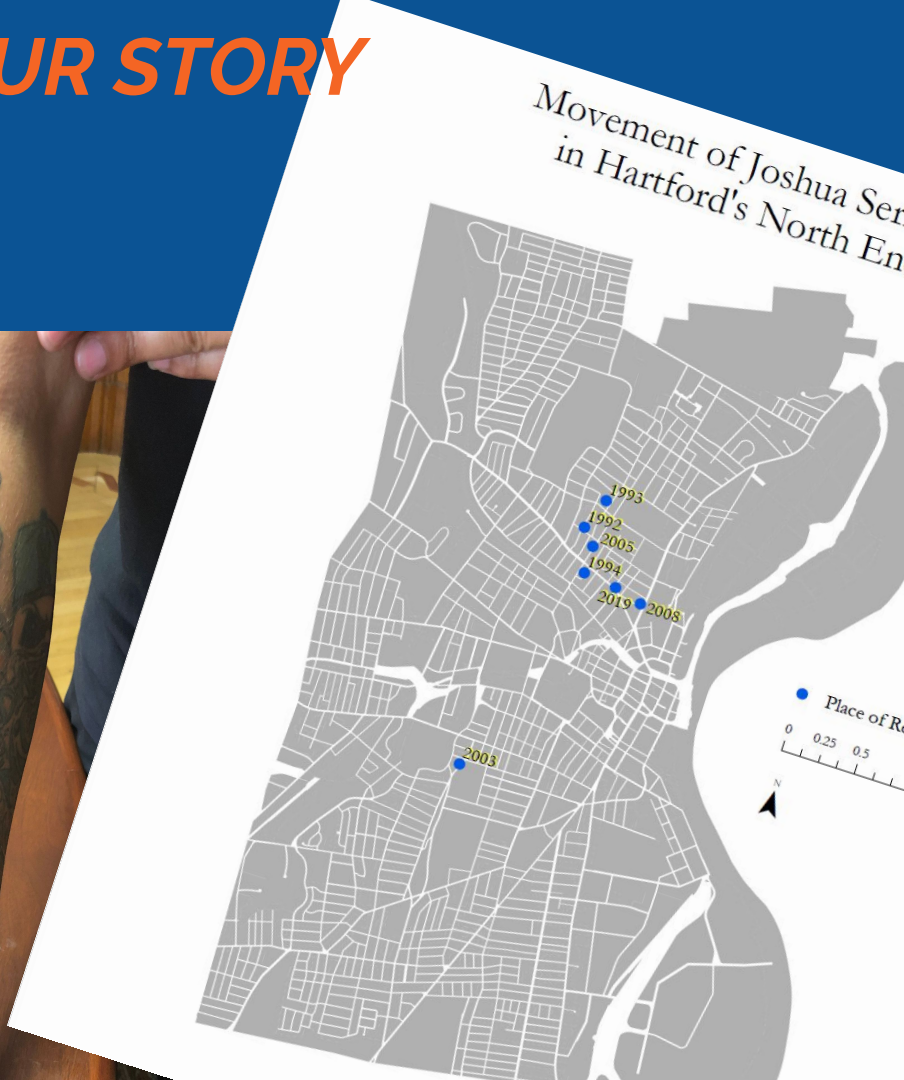 UR STORY
Movement of Joshua Ser
in Hartford's North En
1993
1992
2005
1994
2019
2008
2003
Place of R
0 0.25 0.5
N